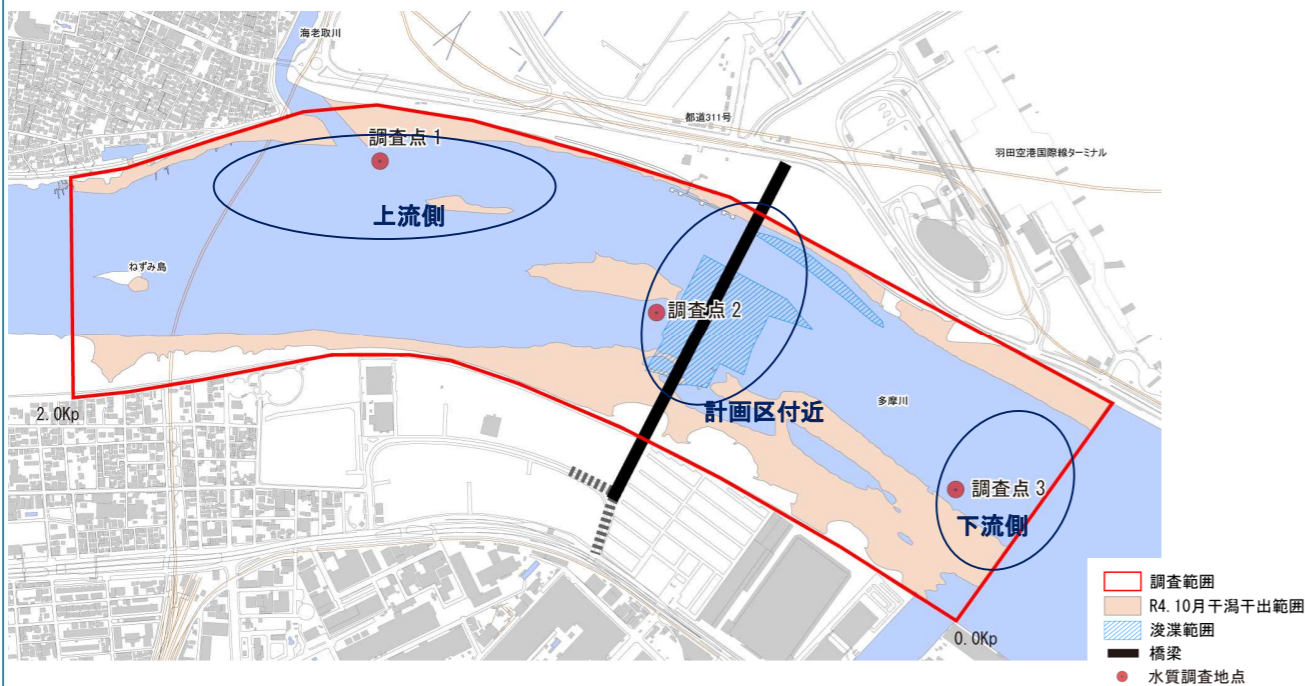 海老取川
都道311号
羽田空港国際線ターミナル
調査点 1
上流側
ねずみ島
調査点 2
2.0Kp
計画区付近
多摩川
調査点 3
下流側
0.0Kp
調査範囲
R4.10月干潟干出範囲
浚渫範囲
橋梁
水質調査地点